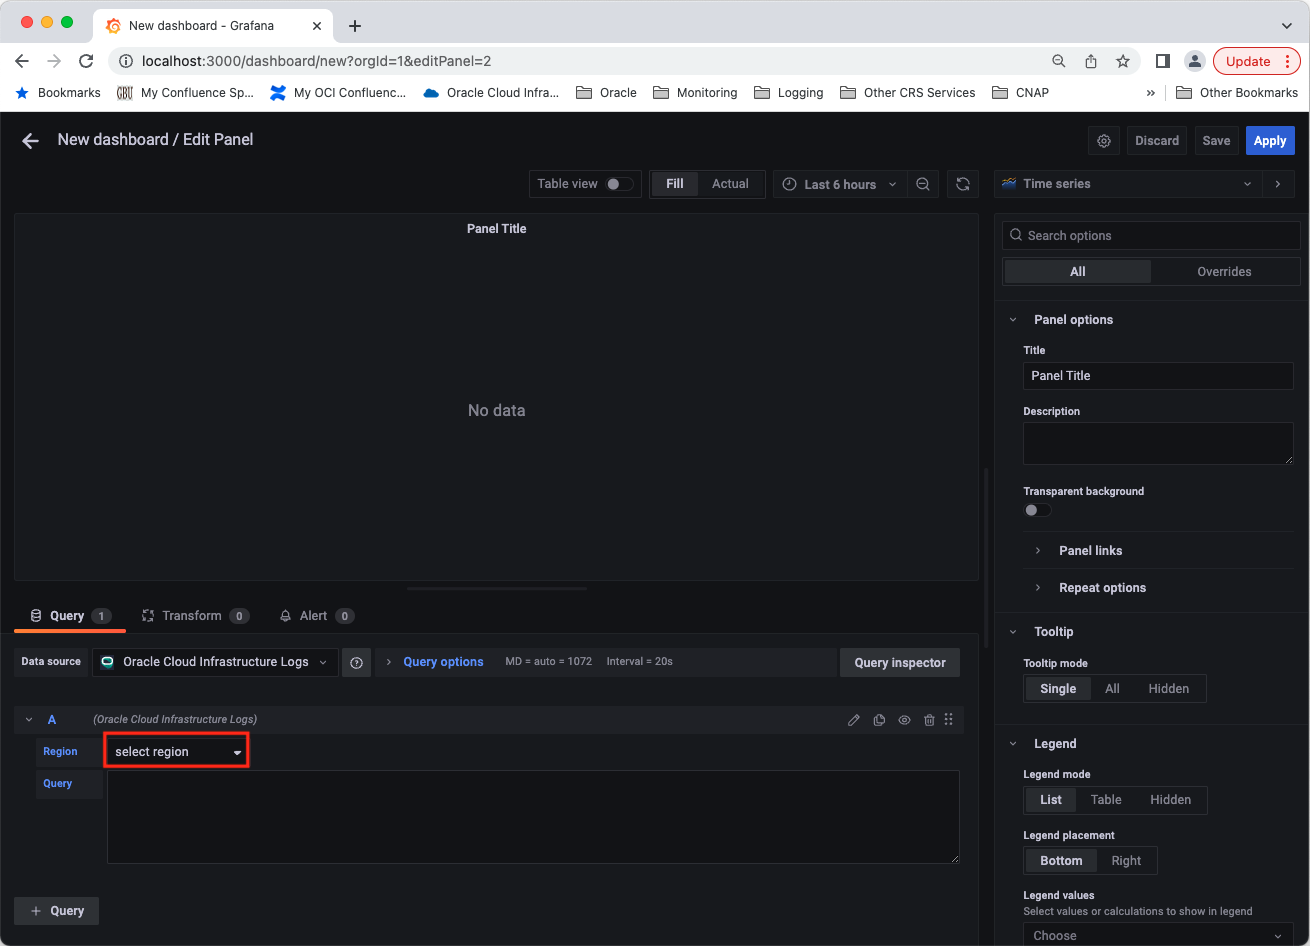 New dashboard - Grafana
localhost:3000/dashboard/new?orgId=1&editPanel=2
Update
Bookmarks
GBU
My Confluence Sp...
My OCI Confluenc...
Oracle Cloud Infra...
Oracle
Monitoring
Logging
Other CRS Services
CNAP
»
Other Bookmarks
New dashboard / Edit Panel
Discard
Save
Apply
Table view
Fill
Actual
Last 6 hours
Time series
Panel Title
No data
Search options
All
Overrides
Panel options
Title
Panel Title
Description
Transparent background
Panel links
Repeat options
Tooltip
Tooltip mode
Single
All
Hidden
Legend
Legend mode
List
Table
Hidden
Legend placement
Bottom
Right
Legend values
Select values or calculations to show in legend
Choose
Query 1
Transform 0
Alert 0
Data source
Oracle Cloud Infrastructure Logs
Query options
MD = auto = 1072
Interval = 20s
Query inspector
A
(Oracle Cloud Infrastructure Logs)
Region
select region
Query
+ Query